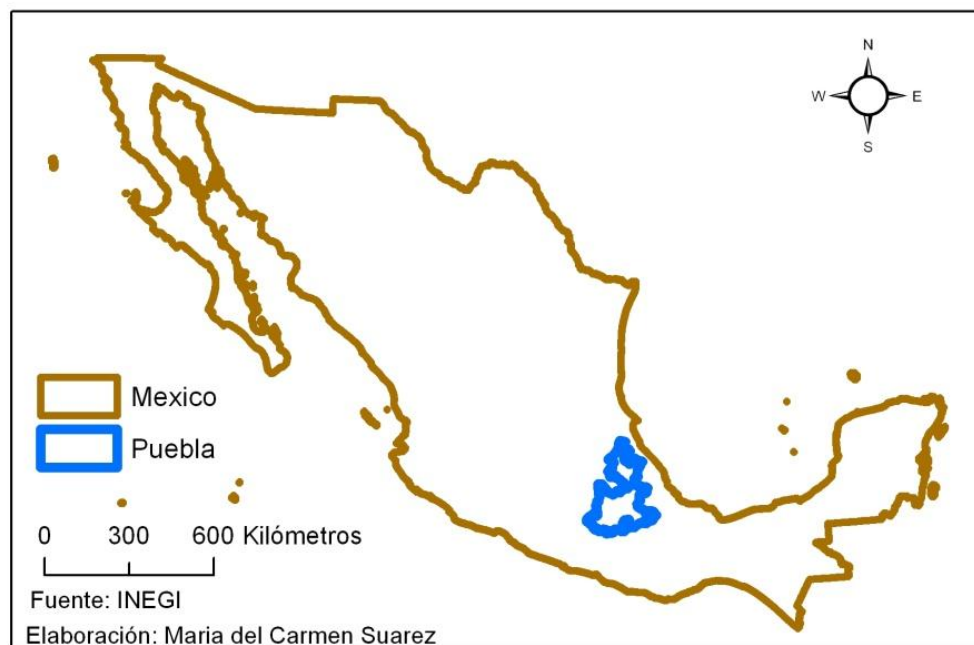 N
W E
S
Mexico
Puebla
0 300 600 Kilómetros
Fuente: INEGI
Elaboración: Maria del Carmen Suarez